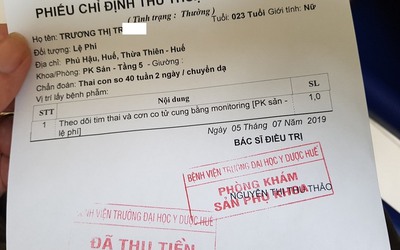 PHIẾU CHỈ ĐỊNH THỦ THU
( Tình trạng : Thường )
Họ tên: TRƯƠNG THỊ TR
Tuổi: 023 Tuổi Giới tính: Nữ
Đối tượng: Lệ Phí
Địa chỉ: Phú Hậu, Huế, Thừa Thiên - Huế
Khoa/Phòng: PK Sản - Tầng 5 - Giường :
Chẩn đoán: Thai con so 40 tuần 2 ngày / chuyển dạ
Vị trí lấy bệnh phẩm:
STT Nội dung SL
1 Theo dõi tim thai và cơn co tử cung bằng monitoring [PK sản - 1,0
lệ phí]
Ngày 05 Tháng 07 Năm 2019
BÁC SĨ ĐIỀU TRỊ
BỆNH VIỆN TRƯỜNG ĐẠI HỌC Y DƯỢC HUẾ
PHÒNG KHÁM
SẢN PHỤ KHOA
NGUYỄN THỊ THU THẢO
BỆNH VIỆN TRƯỜNG ĐẠI HỌC Y DƯỢC HUẾ
ĐÃ THU TIỀN